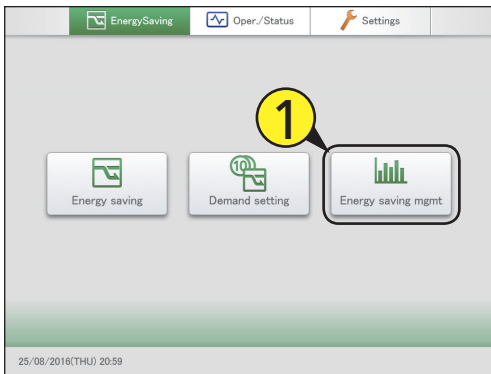 EnergySaving
Oper./Status
Settings
1
10
Energy saving
Demand setting
Energy saving mgmt
25/08/2016(THU) 20:59